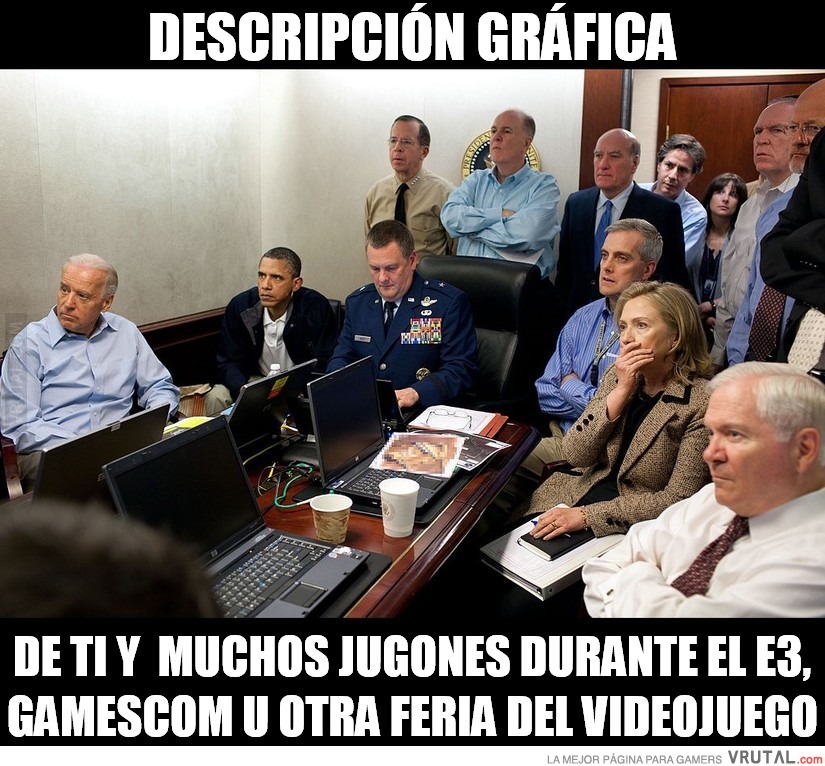 DESCRIPCIÓN GRÁFICA
DE TI Y MUCHOS JUGONES DURANTE EL E3,
GAMESCOM U OTRA FERIA DEL VIDEOJUEGO
LA MEJOR PÁGINA PARA GAMERS VRUTAL.com